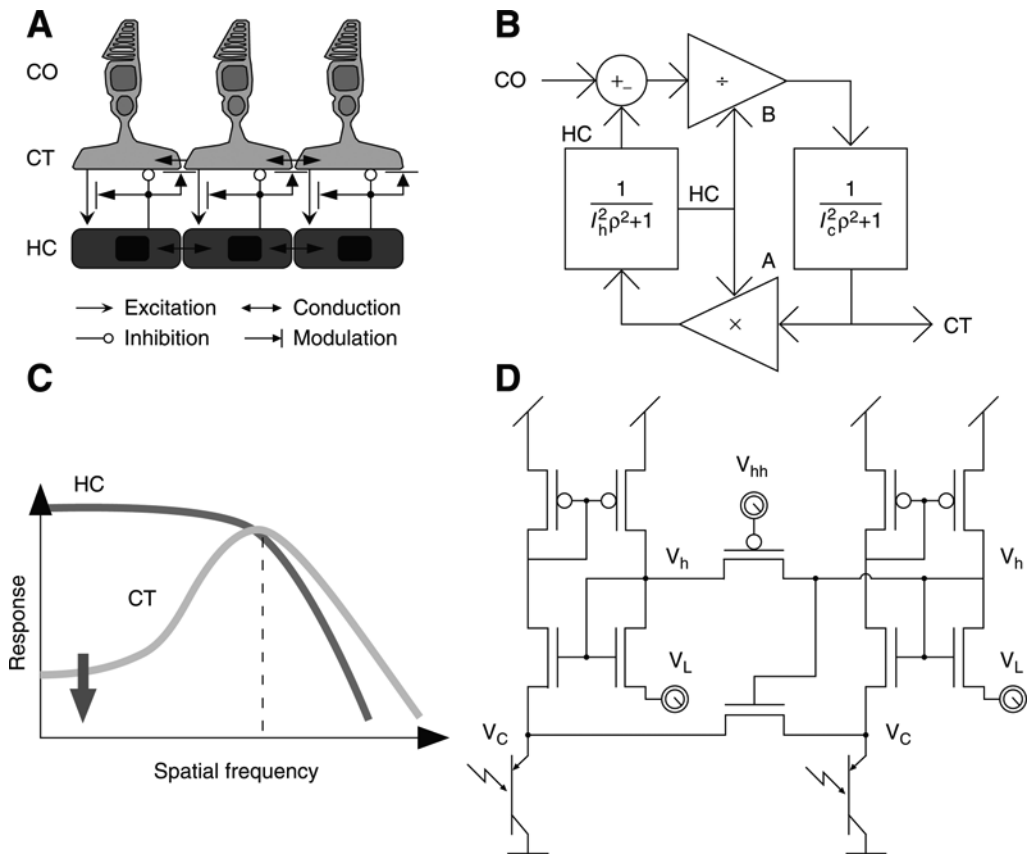 A
CO
CT
HC
Excitation
Conduction
Inhibition
Modulation
B
CO
+
−
÷
B
HC
HC
1
l_h^2ρ^2+1
1
l_c^2ρ^2+1
A
×
CT
C
HC
CT
Response
Spatial frequency
D
V_hh
V_h
V_h
V_L
V_L
V_C
V_C